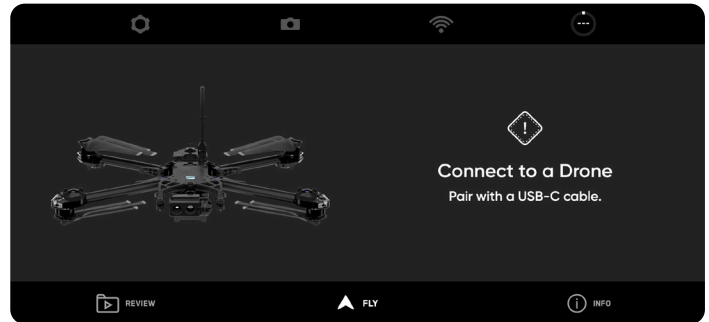 ---
!
Connect to a Drone
Pair with a USB-C cable.
REVIEW
FLY
i INFO